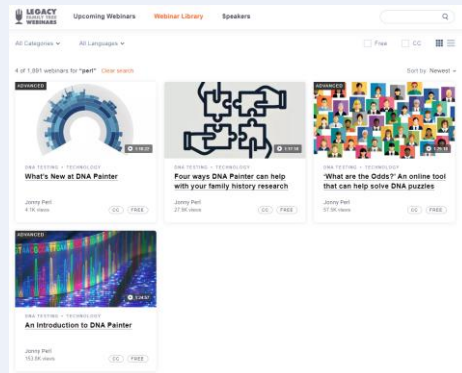 LEGACY
FAMILY TREE
WEBINARS
Upcoming Webinars
Webinar Library
Speakers
All Categories
All Languages
Free
CC
4 of 1,991 webinars for "perl" Clear search
Sort by Newest
ADVANCED
DNA TESTING • TECHNOLOGY
What's New at DNA Painter
Jonny Perl
4.1K views
CC
FREE
DNA TESTING • TECHNOLOGY
Four ways DNA Painter can help
with your family history research
Jonny Perl
CC
FREE
ADVANCED
DNA TESTING • TECHNOLOGY
'What are the Odds?' An online tool
that can help solve DNA puzzles
Jonny Perl
CC
FREE
ADVANCED
DNA TESTING • TECHNOLOGY
An Introduction to DNA Painter
Jonny Perl
CC
FREE